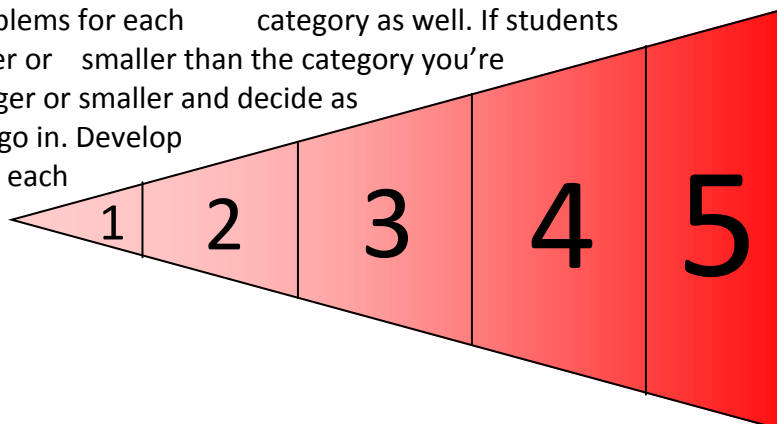 blems for each category as well. If students
er or smaller than the category you're
ger or smaller and decide as
go in. Develop
each
1 2 3 4 5